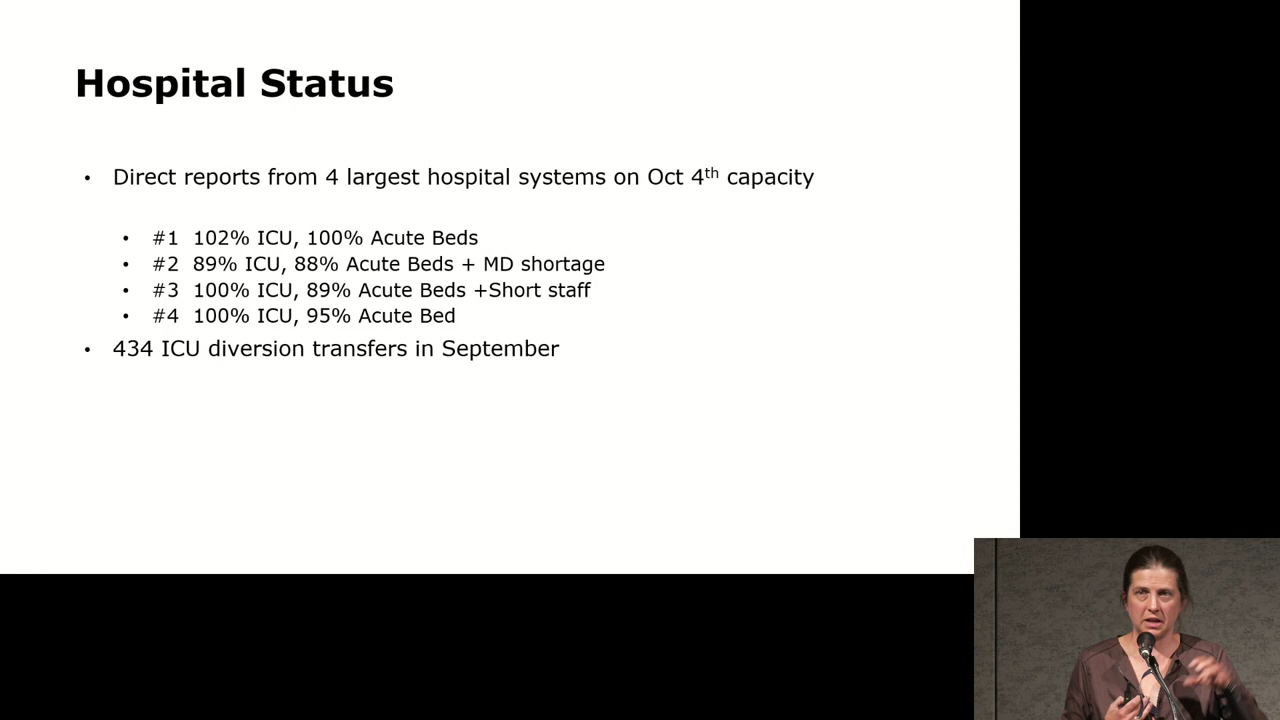 Hospital Status
• Direct reports from 4 largest hospital systems on Oct 4th capacity
• #1 102% ICU, 100% Acute Beds
• #2 89% ICU, 88% Acute Beds + MD shortage
• #3 100% ICU, 89% Acute Beds +Short staff
• #4 100% ICU, 95% Acute Bed
• 434 ICU diversion transfers in September